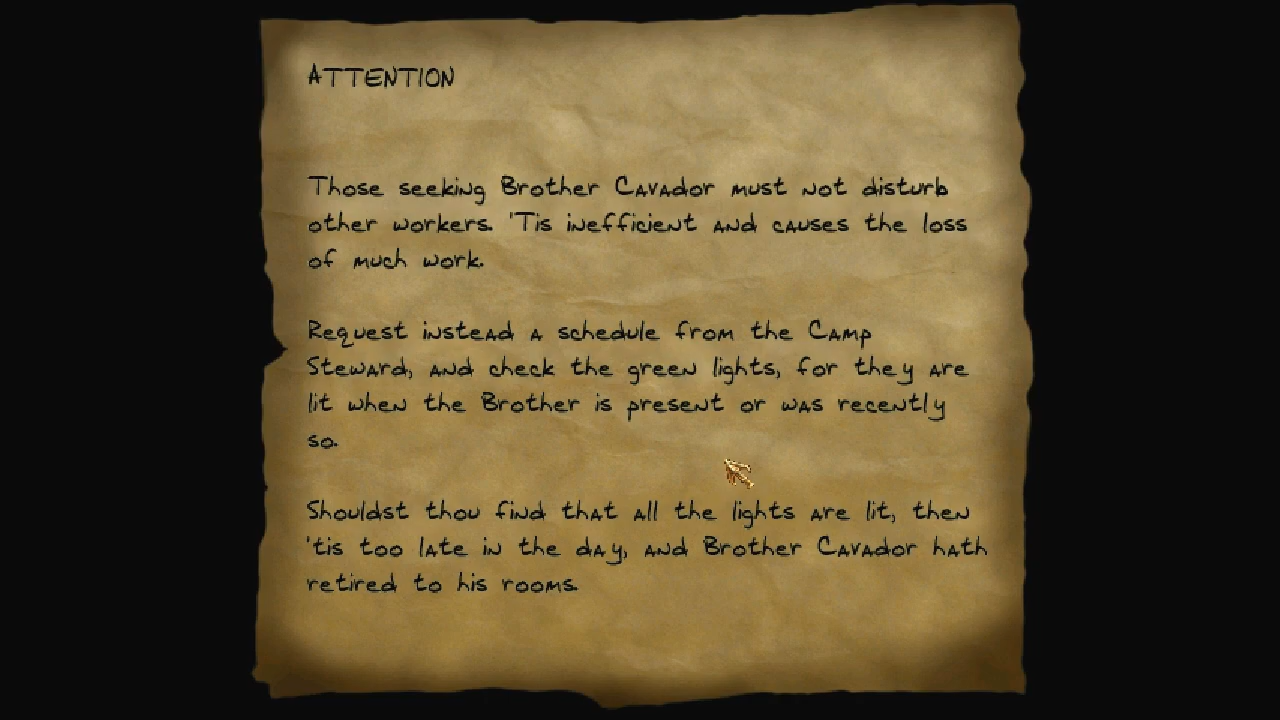 ATTENTION
Those seeking Brother Cavador must not disturb
other workers. 'Tis inefficient and causes the loss
of much work.
Request instead a schedule from the Camp
Steward, and check the green lights, for they are
lit when the Brother is present or was recently
so.
Shouldst thou find that all the lights are lit, then
'tis too late in the day, and Brother Cavador hath
retired to his rooms.